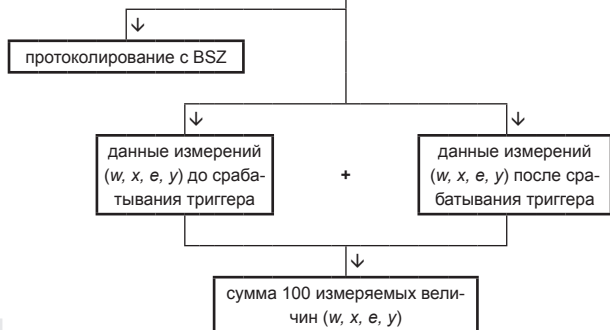 протоколирование с BSZ
данные измерений
(w, x, e, y) до сраба-
тывания триггера
+
данные измерений
(w, x, e, y) после сра-
батывания триггера
сумма 100 измеряемых вели-
чин (w, x, e, y)